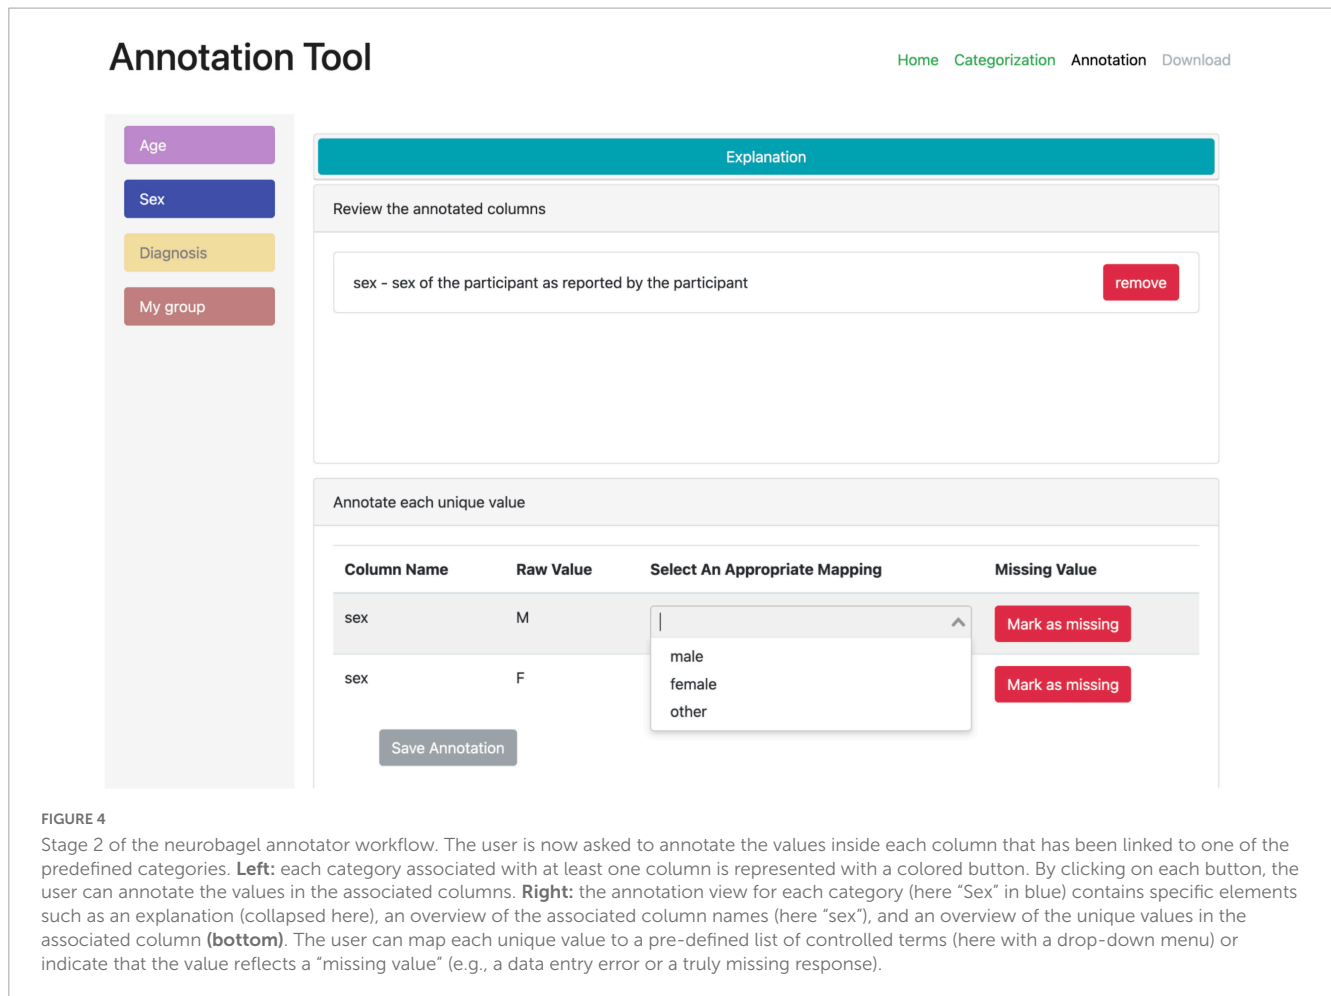 Annotation Tool
Home Categorization Annotation Download
Age
Sex
Diagnosis
My group
Explanation
Review the annotated columns
sex - sex of the participant as reported by the participant
remove
Annotate each unique value
Column Name Raw Value Select An Appropriate Mapping Missing Value
sex M Mark as missing
male
female
other
sex F Mark as missing
Save Annotation
FIGURE 4
Stage 2 of the neurobagel annotator workflow. The user is now asked to annotate the values inside each column that has been linked to one of the
predefined categories. Left: each category associated with at least one column is represented with a colored button. By clicking on each button, the
user can annotate the values in the associated columns. Right: the annotation view for each category (here “Sex” in blue) contains specific elements
such as an explanation (collapsed here), an overview of the associated column names (here “sex”), and an overview of the unique values in the
associated column (bottom). The user can map each unique value to a pre-defined list of controlled terms (here with a drop-down menu) or
indicate that the value reflects a “missing value” (e.g., a data entry error or a truly missing response).